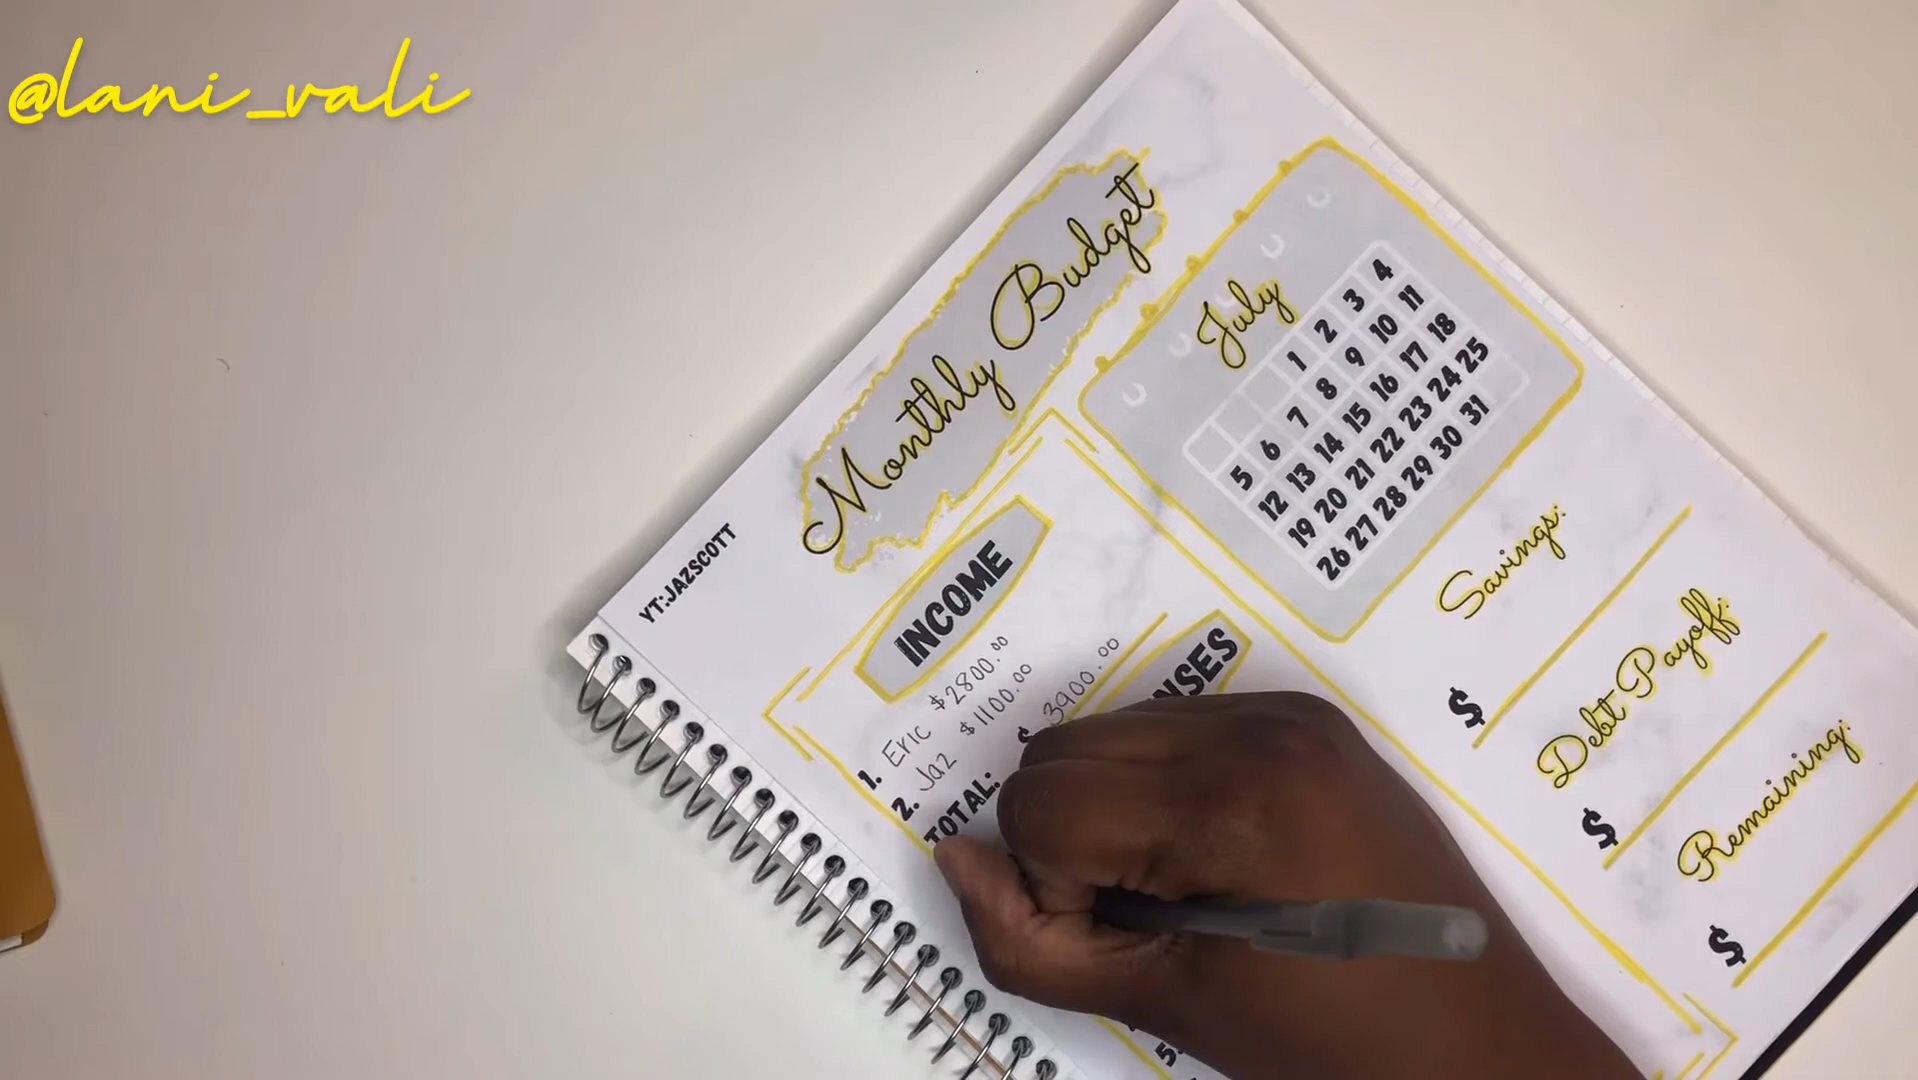 @lani_vali
YT:JAZSCOTT
Monthly Budget
INCOME
1. Eric $2800.00
2. Jaz $1100.00
TOTAL: $3900.00
NSES
5.
July
1 2 3 4
5 6 7 8 9 10 11
12 13 14 15 16 17 18
19 20 21 22 23 24 25
26 27 28 29 30 31
Savings:
$
Debt Payoff:
$
Remaining:
$